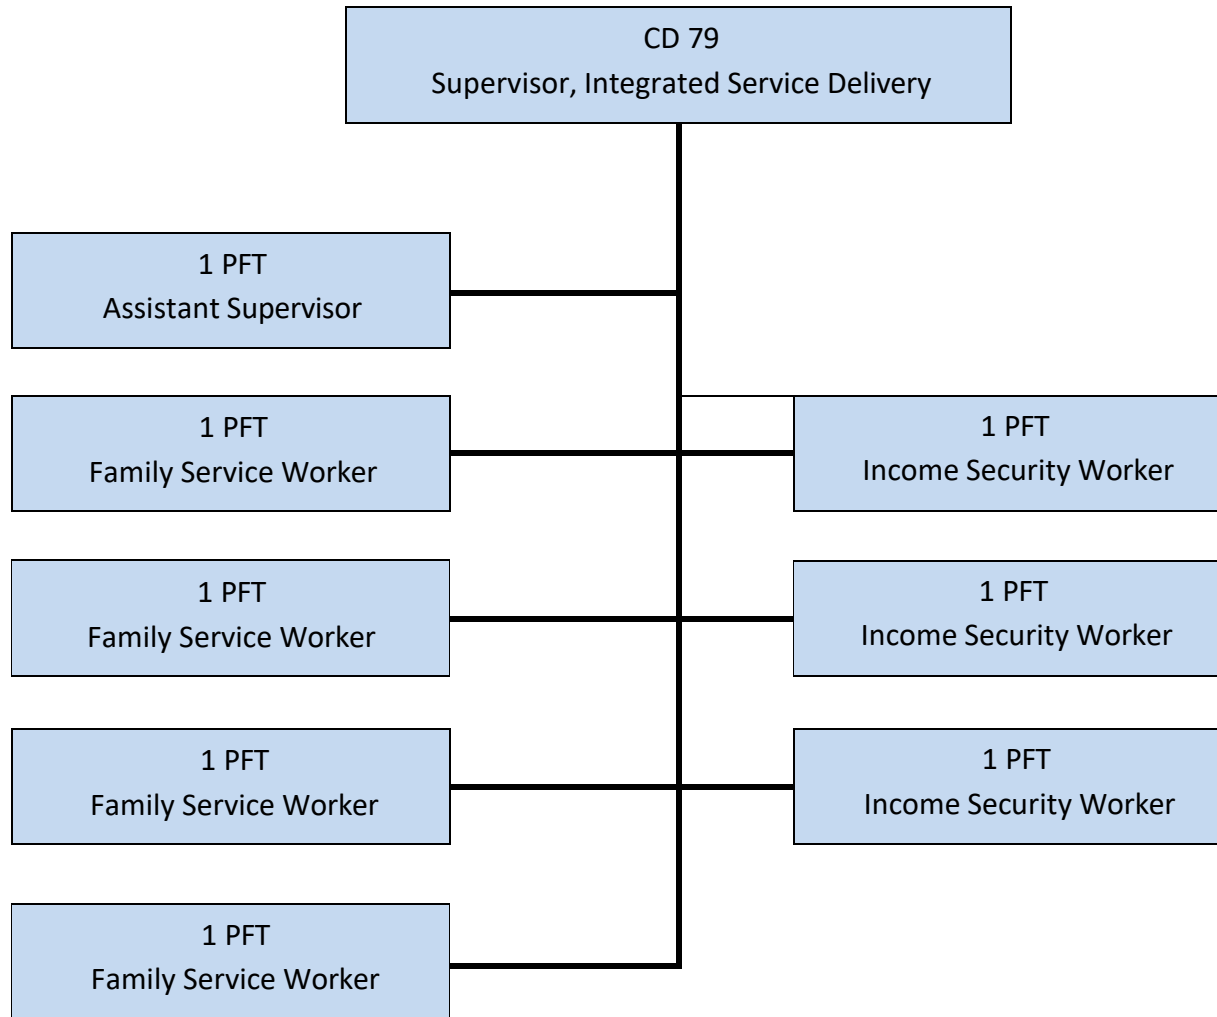 CD 79
Supervisor, Integrated Service Delivery
1 PFT
Assistant Supervisor
1 PFT
Family Service Worker
1 PFT
Income Security Worker
1 PFT
Family Service Worker
1 PFT
Income Security Worker
1 PFT
Family Service Worker
1 PFT
Income Security Worker
1 PFT
Family Service Worker